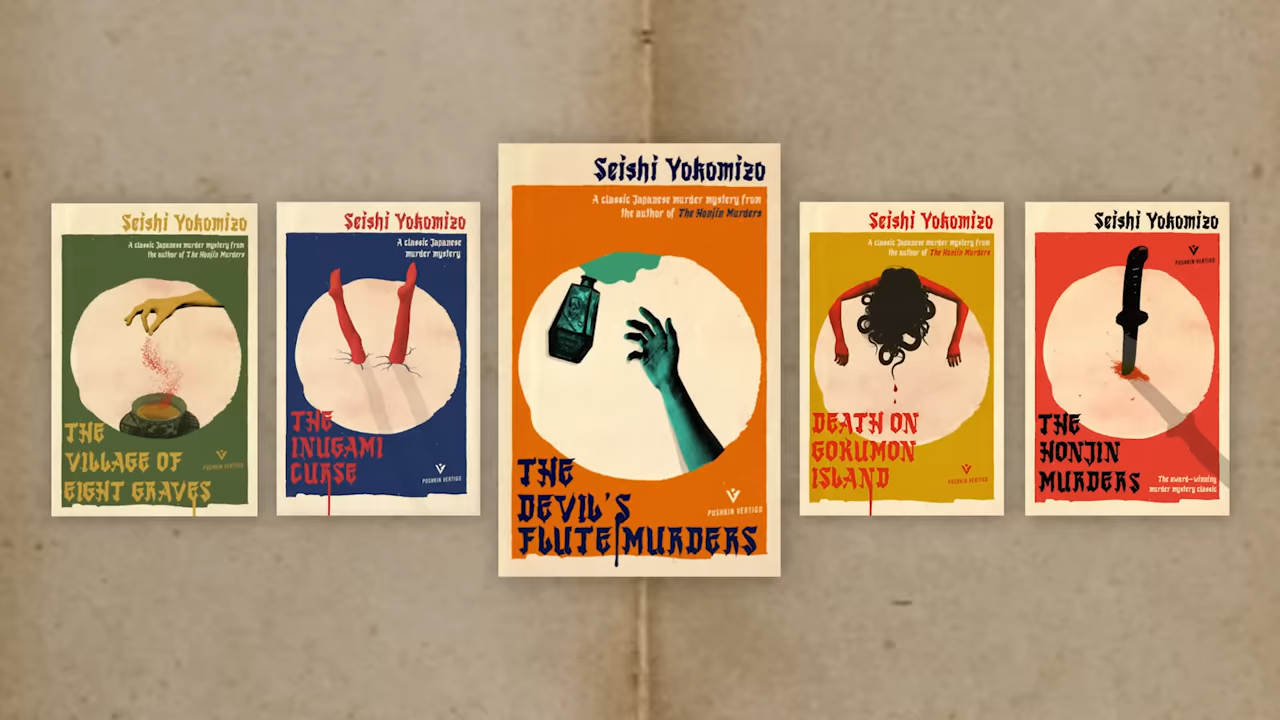 Seishi Yokomizo
A classic Japanese murder mystery from
the author of The Honjin Murders
THE
VILLAGE OF
EIGHT GRAVES
PUSHKIN VERTIGO
Seishi Yokomizo
A classic Japanese
murder mystery
THE
INUGAMI
CURSE
PUSHKIN VERTIGO
Seishi Yokomizo
A classic Japanese murder mystery from
the author of The Honjin Murders
THE
DEVIL'S
FLUTE MURDERS
PUSHKIN VERTIGO
Seishi Yokomizo
A classic Japanese murder mystery from
the author of The Honjin Murders
DEATH ON
GOKUMON
ISLAND
PUSHKIN VERTIGO
Seishi Yokomizo
PUSHKIN VERTIGO
THE
HONJIN
MURDERS
The award-winning
murder mystery classic